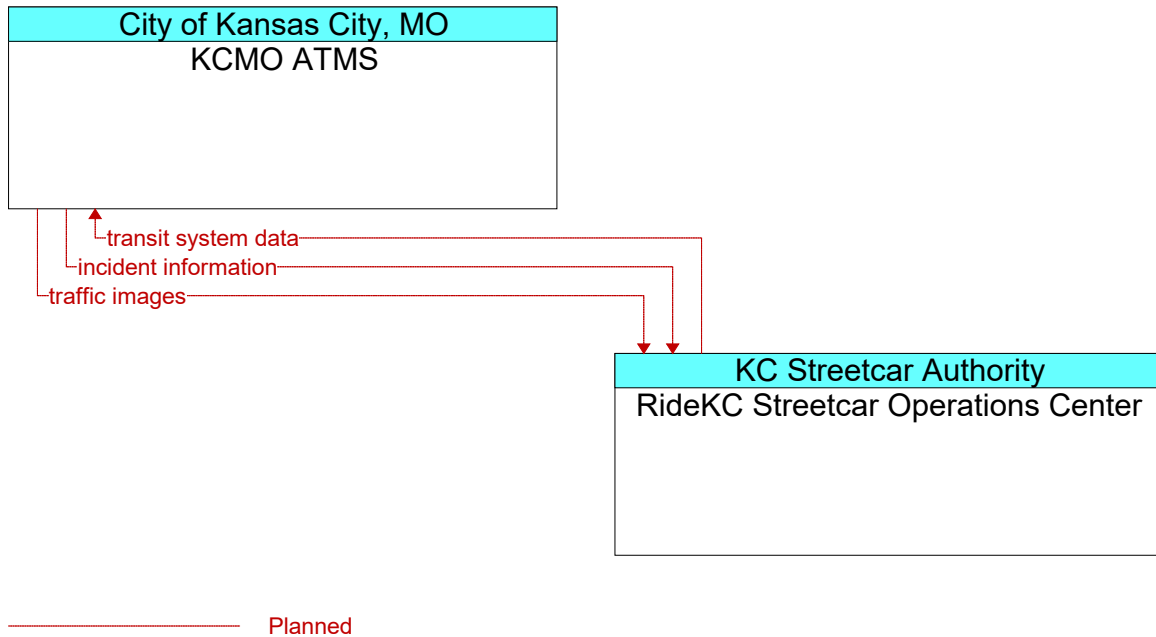 City of Kansas City, MO
KCMO ATMS
transit system data
incident information
traffic images
KC Streetcar Authority
RideKC Streetcar Operations Center
Planned